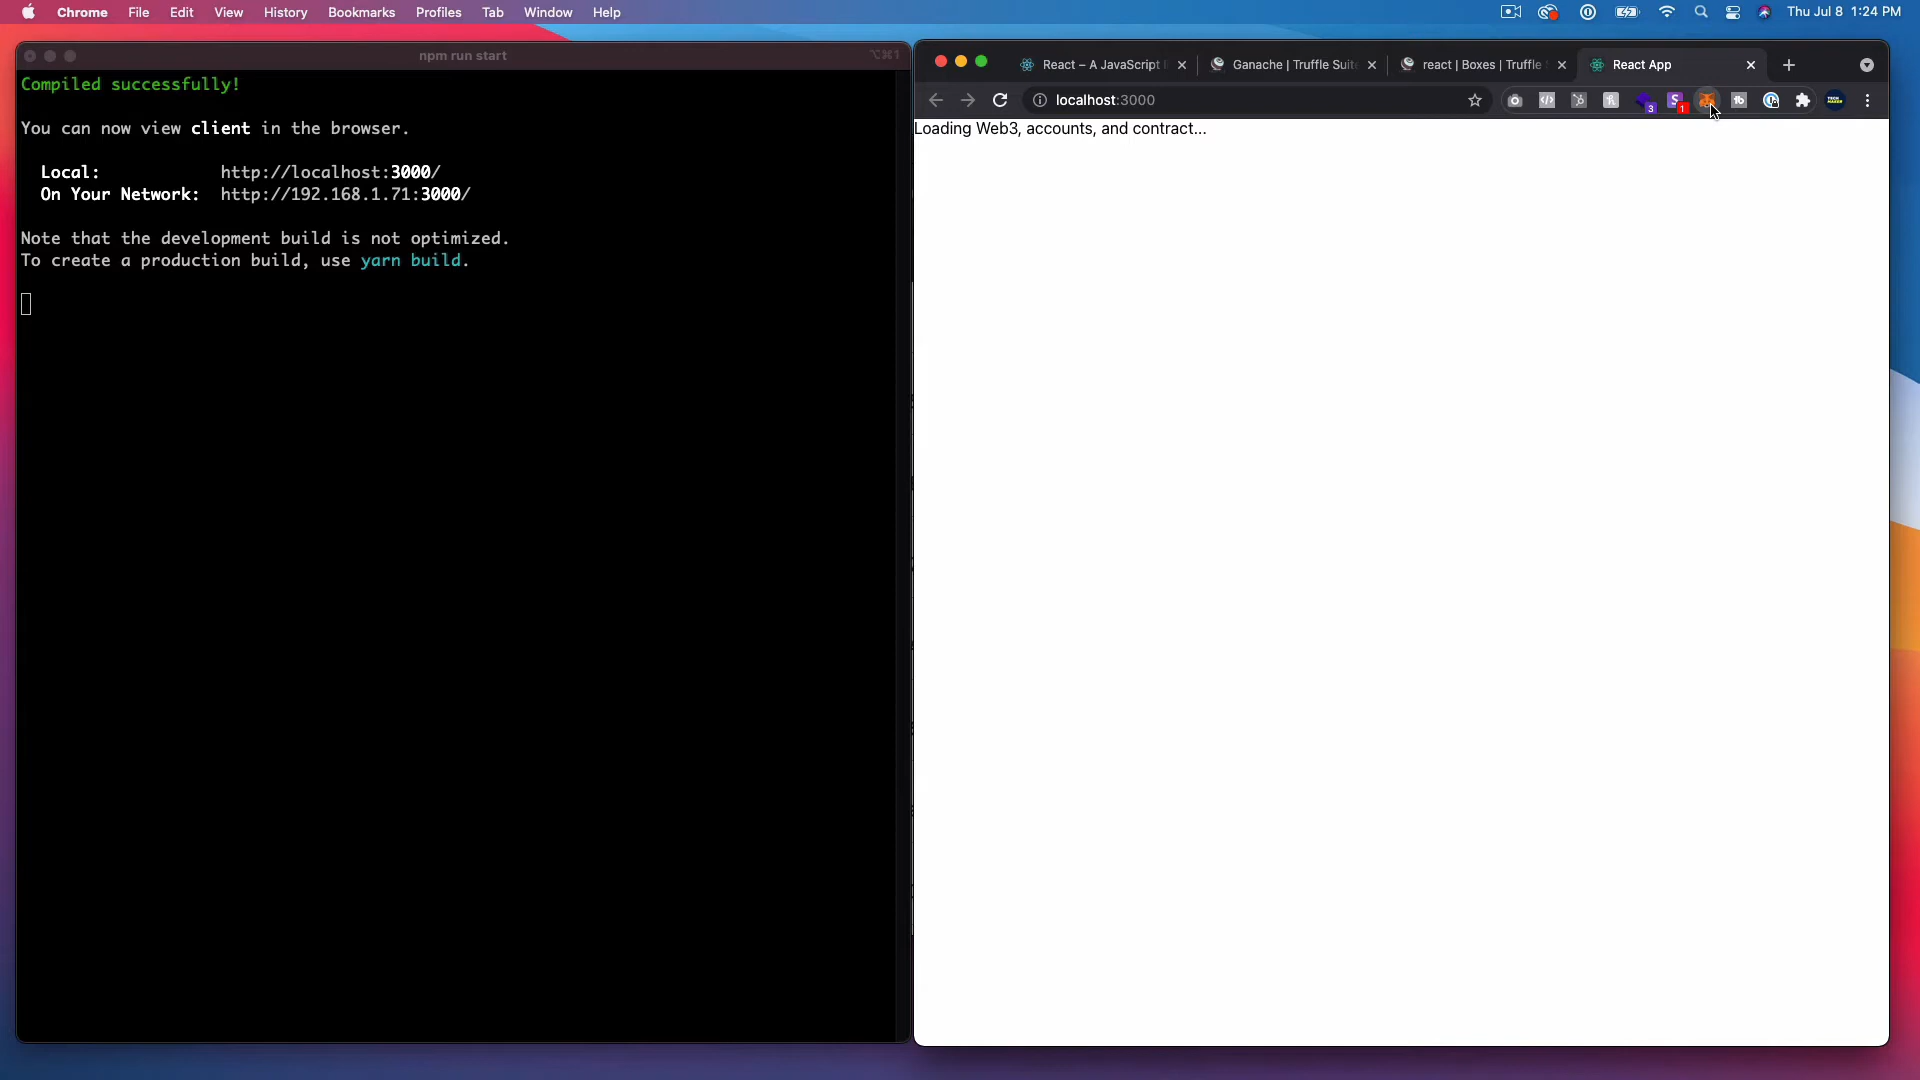 Chrome File Edit View History Bookmarks Profiles Tab Window Help Thu Jul 8 1:24 PM
npm run start ⌥⌘1
Compiled successfully!
You can now view client in the browser.
Local: http://localhost:3000/
On Your Network: http://192.168.1.71:3000/
Note that the development build is not optimized.
To create a production build, use yarn build.
React – A JavaScript Ganache | Truffle Suite react | Boxes | Truffle React App
localhost:3000 3 1
Loading Web3, accounts, and contract...